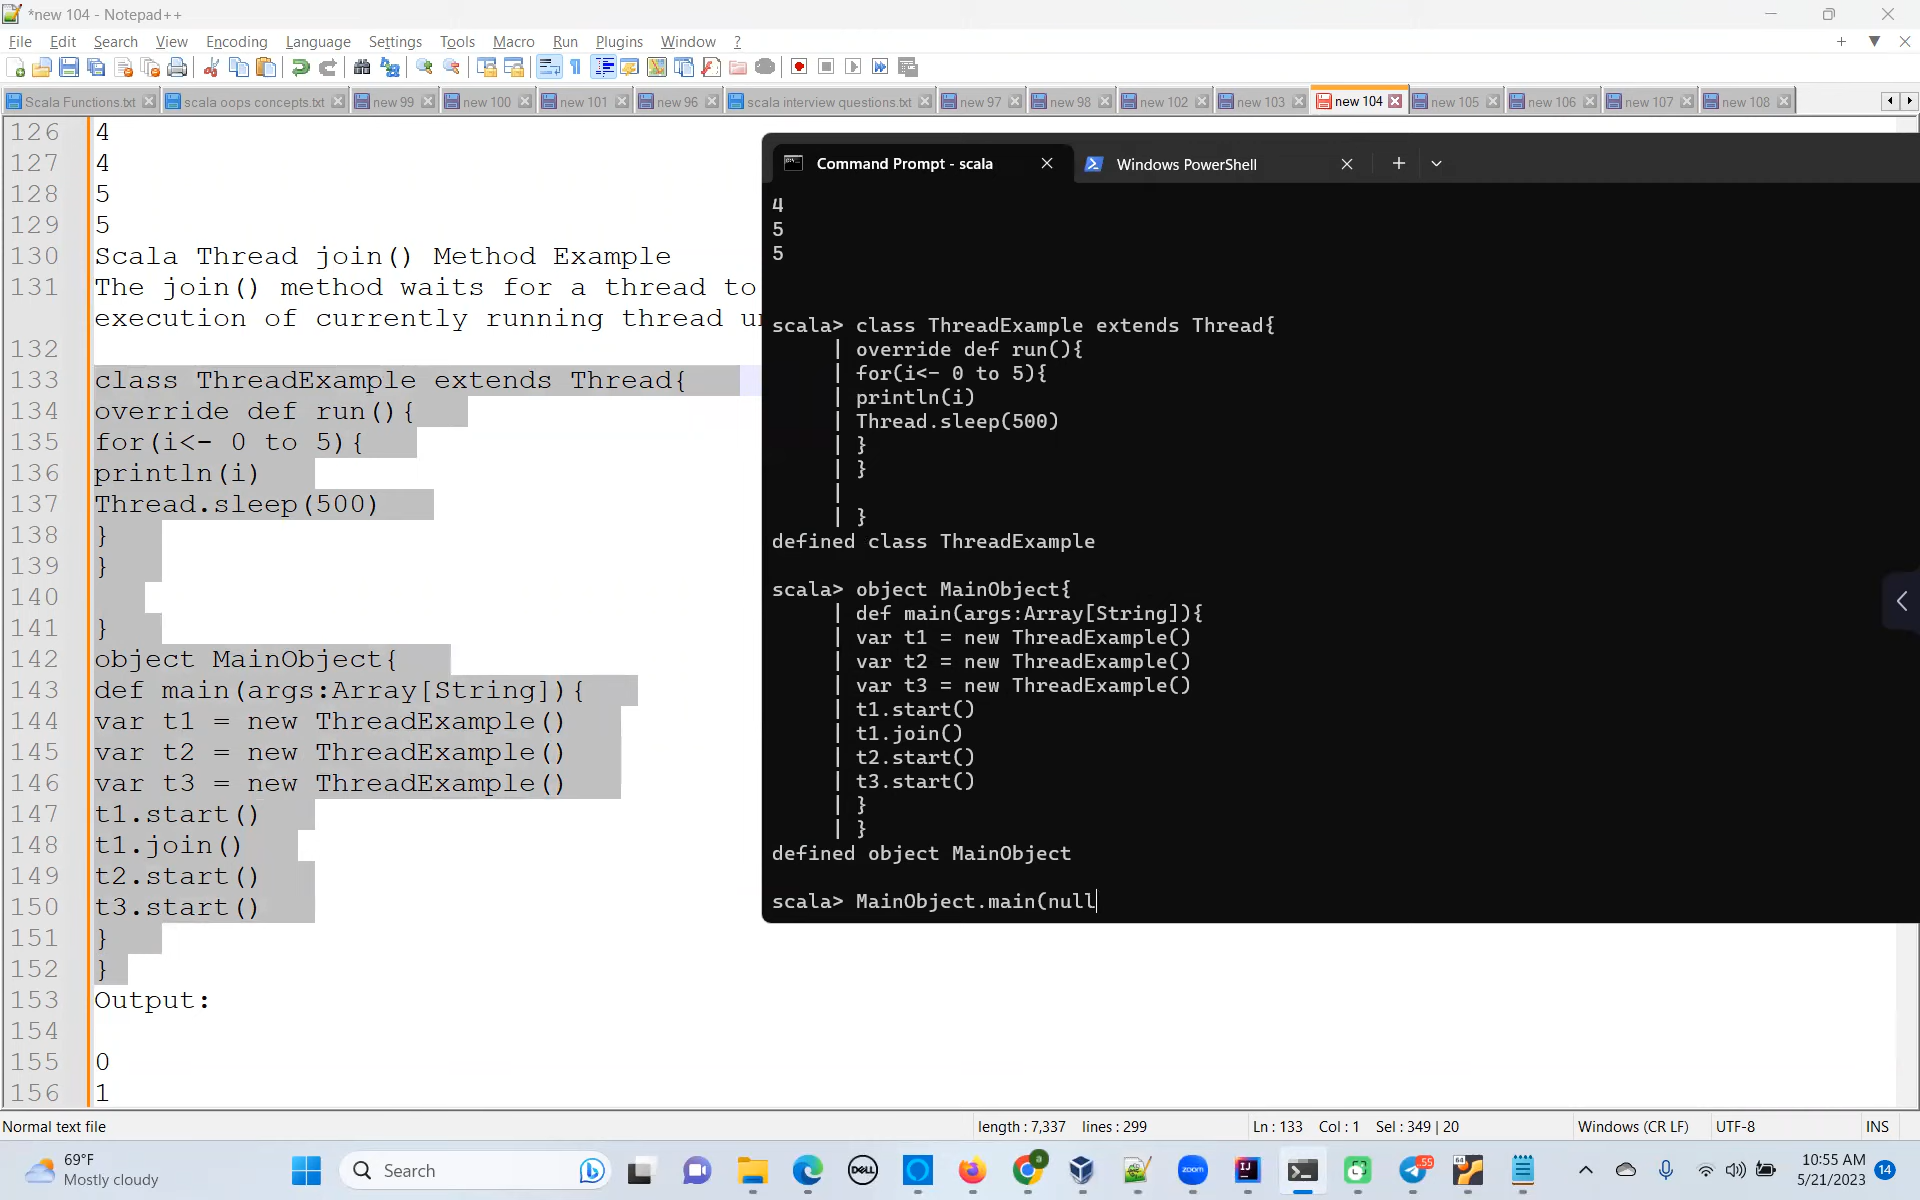 *new 104 - Notepad++
File Edit Search View Encoding Language Settings Tools Macro Run Plugins Window ?
Scala Functions.txt scala oops concepts.txt new 99 new 100 new 101 new 96 scala interview questions.txt new 97 new 98 new 102 new 103 new 104 new 105 new 106 new 107 new 108
126 4
127 4
128 5
129 5
130 Scala Thread join() Method Example
131 The join() method waits for a thread to
execution of currently running thread
132
133 class ThreadExample extends Thread{
134 override def run(){
135 for(i<- 0 to 5){
136 println(i)
137 Thread.sleep(500)
138 }
139 }
140
141 }
142 object MainObject{
143 def main(args:Array[String]){
144 var t1 = new ThreadExample()
145 var t2 = new ThreadExample()
146 var t3 = new ThreadExample()
147 t1.start()
148 t1.join()
149 t2.start()
150 t3.start()
151 }
152 }
153 Output:
154
155 0
156 1
Command Prompt - scala Windows PowerShell
4
5
5
scala> class ThreadExample extends Thread{
| override def run(){
| for(i<- 0 to 5){
| println(i)
| Thread.sleep(500)
| }
| }
|
| }
defined class ThreadExample
scala> object MainObject{
| def main(args:Array[String]){
| var t1 = new ThreadExample()
| var t2 = new ThreadExample()
| var t3 = new ThreadExample()
| t1.start()
| t1.join()
| t2.start()
| t3.start()
| }
| }
defined object MainObject
scala> MainObject.main(null
Normal text file length : 7,337 lines : 299 Ln : 133 Col : 1 Sel : 349 | 20 Windows (CR LF) UTF-8 INS
69°F
Mostly cloudy
Search
DELL
zoom
IJ
55
64
10:55 AM
5/21/2023
14